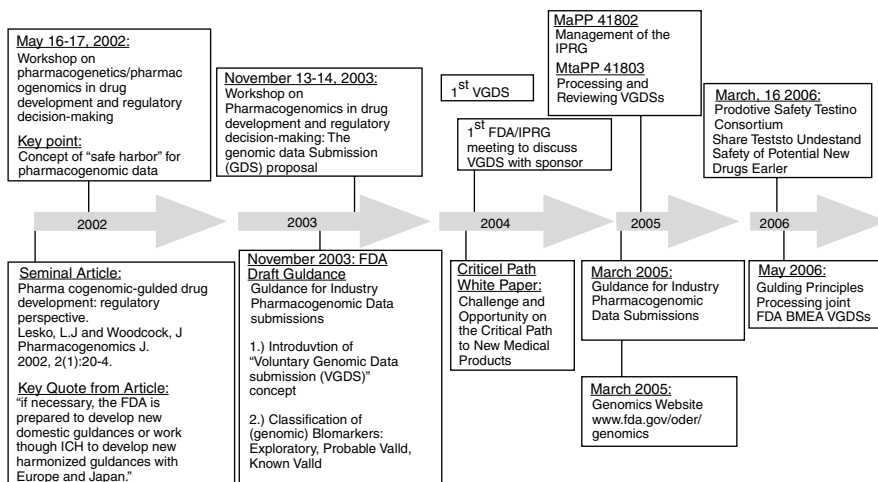 May 16-17, 2002:
Workshop on
pharmacogenetics/pharmac
ogenomics in drug
development and regulatory
decision-making
Key point:
Concept of “safe harbor” for
pharmacogenomic data
November 13-14, 2003:
Workshop on
Pharmacogenomics in drug
development and regulatory
decision-making: The
genomic data Submission
(GDS) proposal
1st VGDS
1st FDA/IPRG
meeting to discuss
VGDS with sponsor
MaPP 41802
Management of the
IPRG
MtaPP 41803
Processing and
Reviewing VGDSs
March, 16 2006:
Prodotive Safety Testino
Consortium
Share Teststo Undestand
Safety of Potential New
Drugs Earler
2002
2003
2004
2005
2006
Seminal Article:
Pharma cogenomic-gulded drug
development: regulatory
perspective.
Lesko, L.J and Woodcock, J
Pharmacogenomics J.
2002, 2(1):20-4.
Key Quote from Article:
“if necessary, the FDA is
prepared to develop new
domestic guldances or work
though ICH to develop new
harmonized guldances with
Europe and Japan.”
November 2003: FDA
Draft Guldance
Guldance for Industry
Pharmacogenomic Data
submissions
1.) Introduvtion of
“Voluntary Genomic Data
submission (VGDS)”
concept
2.) Classification of
(genomic) Blomarkers:
Exploratory, Probable Valld,
Known Valld
Criticel Path
White Paper:
Challenge and
Opportunity on
the Critical Path
to New Medical
Products
March 2005:
Guidance for Industry
Pharmacogenomic
Data Submissions
March 2005:
Genomics Website
www.fda.gov/oder/
genomics
May 2006:
Gulding Principles
Processing joint
FDA BMEA VGDSs